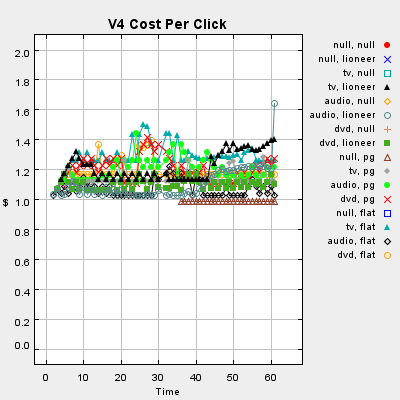 V4 Cost Per Click
2.0
1.8
1.6
1.4
1.2
1.0
0.8
0.6
0.4
0.2
0.0
$
0 10 20 30 40 50 60
Time
null, null
null, lioneer
tv, null
tv, lioneer
audio, null
audio, lioneer
dvd, null
dvd, lioneer
null, pg
tv, pg
audio, pg
dvd, pg
null, flat
tv, flat
audio, flat
dvd, flat